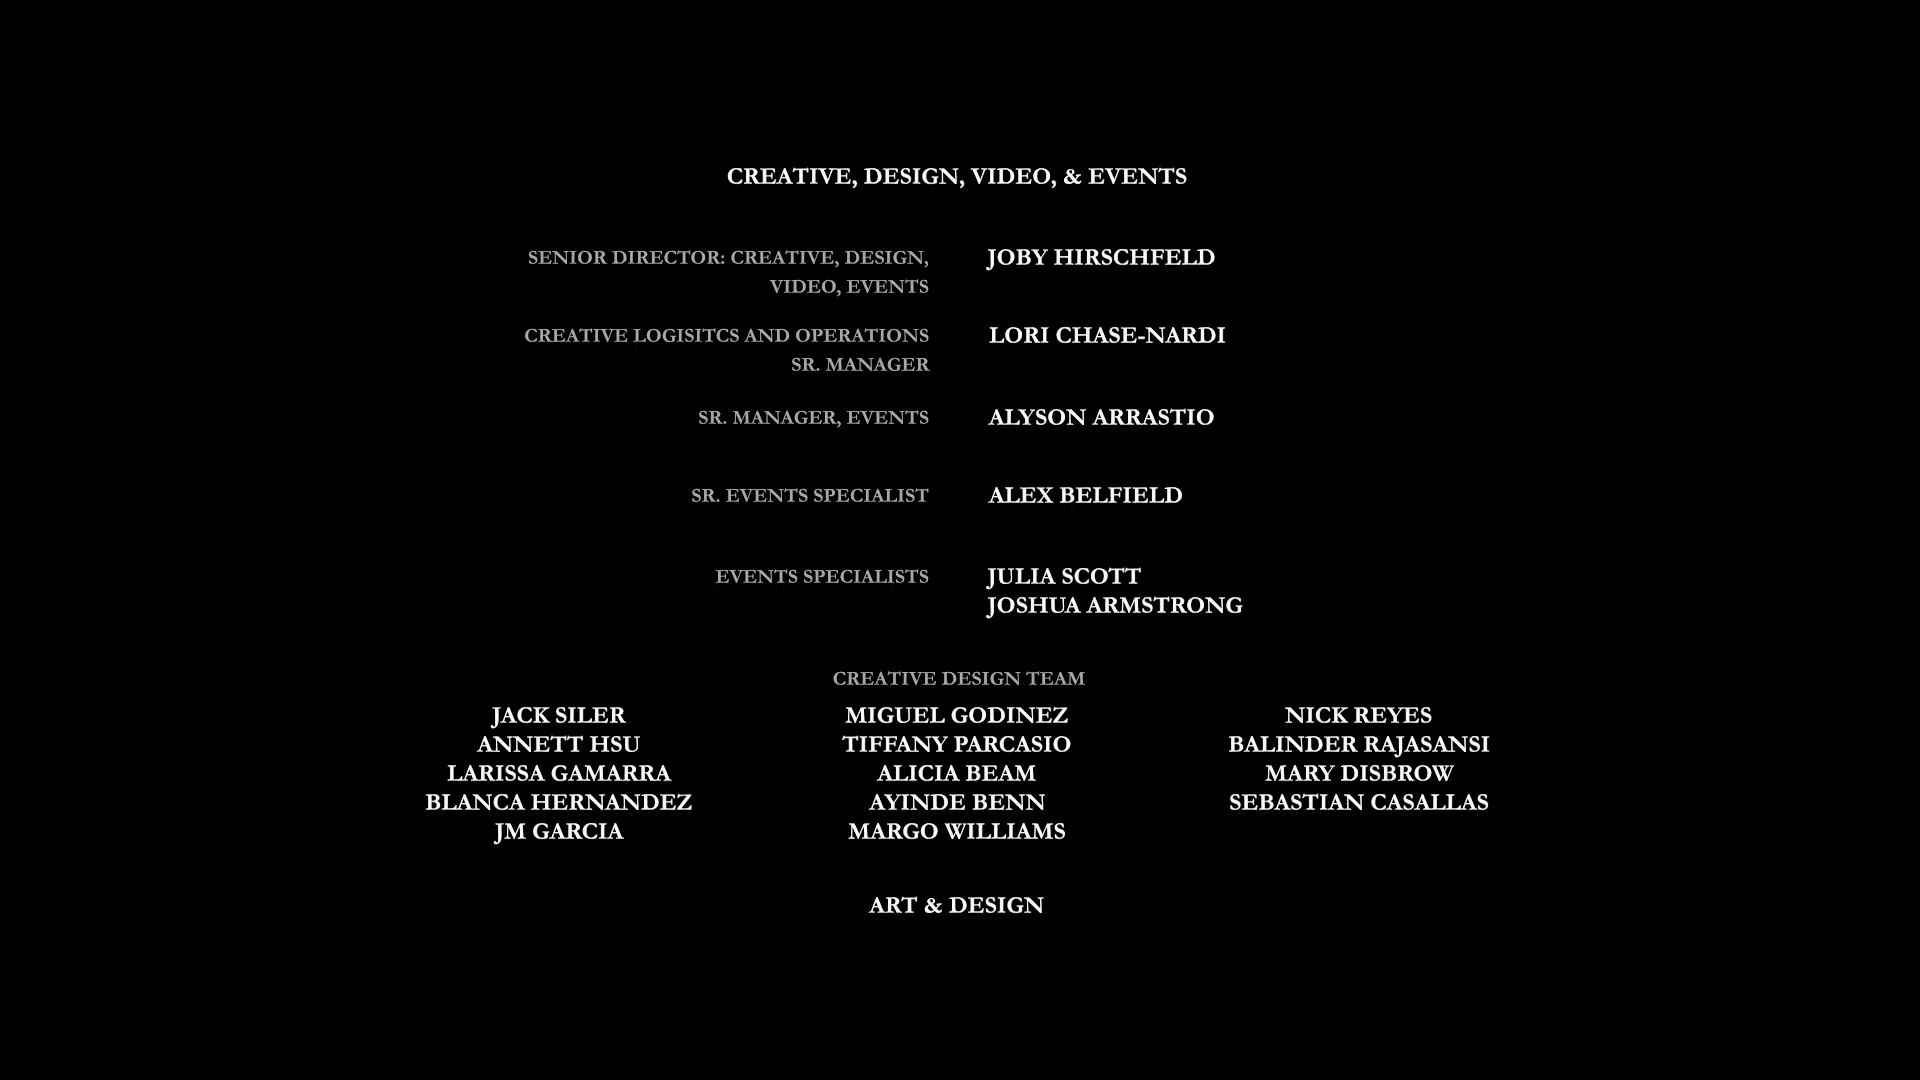 CREATIVE, DESIGN, VIDEO, & EVENTS
SENIOR DIRECTOR: CREATIVE, DESIGN, JOBY HIRSCHFELD
VIDEO, EVENTS
CREATIVE LOGISITCS AND OPERATIONS LORI CHASE-NARDI
SR. MANAGER
SR. MANAGER, EVENTS ALYSON ARRASTIO
SR. EVENTS SPECIALIST ALEX BELFIELD
EVENTS SPECIALISTS JULIA SCOTT
JOSHUA ARMSTRONG
CREATIVE DESIGN TEAM
JACK SILER MIGUEL GODINEZ NICK REYES
ANNETT HSU TIFFANY PARCASIO BALINDER RAJASANSI
LARISSA GAMARRA ALICIA BEAM MARY DISBROW
BLANCA HERNANDEZ AYINDE BENN SEBASTIAN CASALLAS
JM GARCIA MARGO WILLIAMS
ART & DESIGN